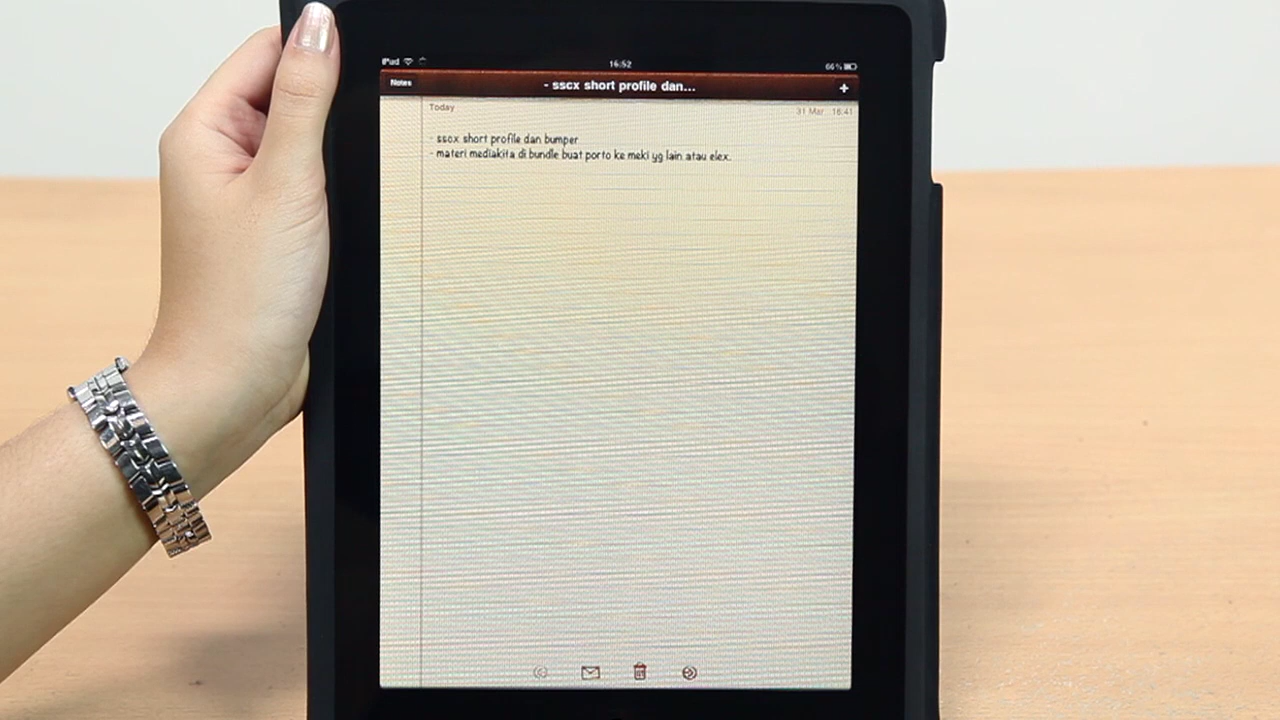 iPad 16:52 66%
Notes - sscx short profile dan... +
Today 31 Mar 16:41
- sscx short profile dan bumper
- materi mediakita di bundle buat porto ke meki yg lain atau elex.